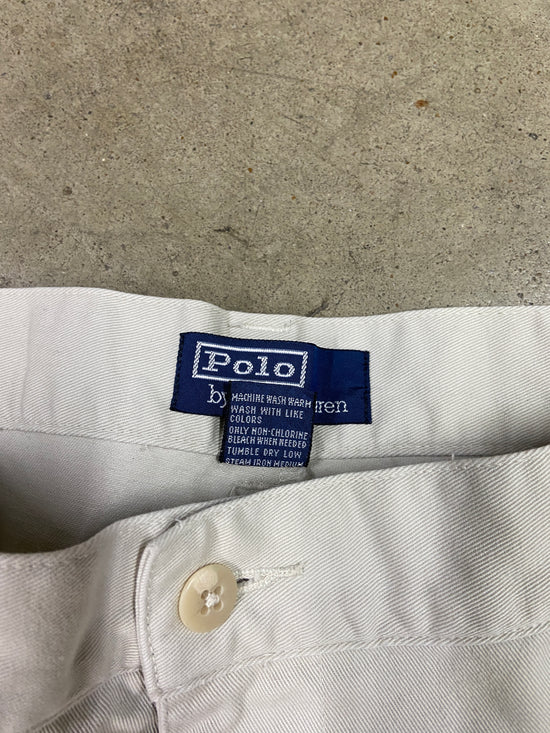 Polo
by ren
MACHINE WASH WARM
WASH WITH LIKE
COLORS
ONLY NON-CHLORINE
BLEACH WHEN NEEDED
TUMBLE DRY LOW
STEAM IRON MEDIUM